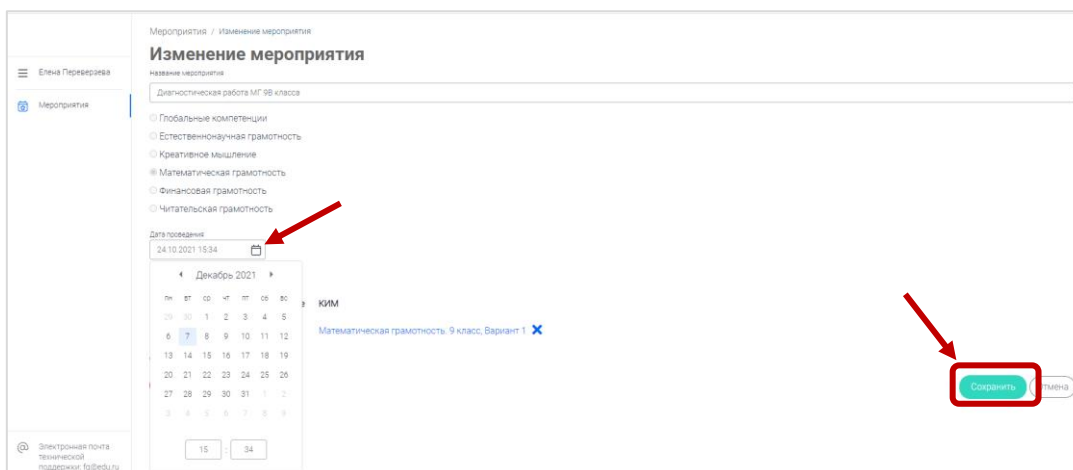 Мероприятия / Изменение мероприятия
Изменение мероприятия
Елена Переверзева
Название мероприятия
Диагностическая работа МГ 9В класса
Мероприятия
Глобальные компетенции
Естественнонаучная грамотность
Креативное мышление
Математическая грамотность
Финансовая грамотность
Читательская грамотность
Дата проведения
24.10.2021 15:34
Декабрь 2021
е КИМ
пн вт ср чт пт сб вс
29 30 1 2 3 4 5
Математическая грамотность. 9 класс, Вариант 1
6 7 8 9 10 11 12
13 14 15 16 17 18 19
20 21 22 23 24 25 26
Сохранить Отмена
27 28 29 30 31 1 2
3 4 5 6 7 8 9
15 : 34
Электронная почта
технической
поддержки: fg@edu.ru